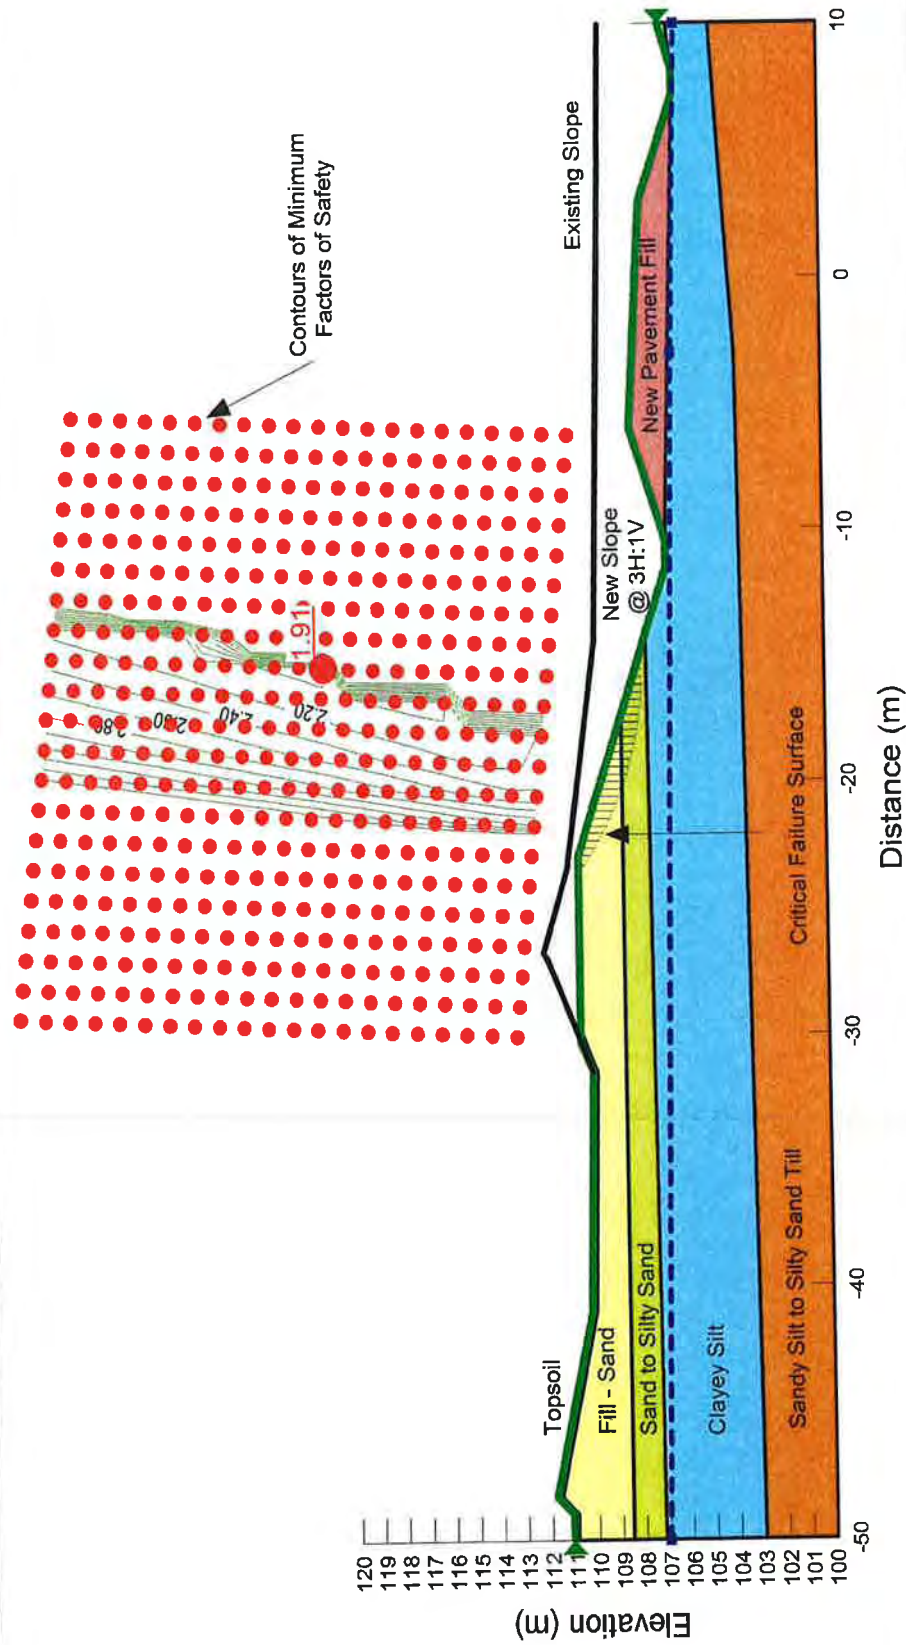 Contours of Minimum
Factors of Safety
1.91
2.80
2.60
2.40
2.20
Existing Slope
New Slope
@ 3H:1V
New Pavement Fill
Topsoil
Fill - Sand
Sand to Silty Sand
Clayey Silt
Sandy Silt to Silty Sand Till
Critical Failure Surface
Elevation (m)
120
119
118
117
116
115
114
113
112
111
110
109
108
107
106
105
104
103
102
101
100
-50
-40
-30
-20
-10
0
10
Distance (m)